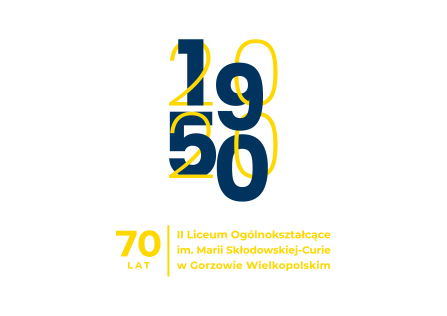 19
50
20
20
70
LAT
II Liceum Ogólnokształcące
im. Marii Skłodowskiej-Curie
w Gorzowie Wielkopolskim